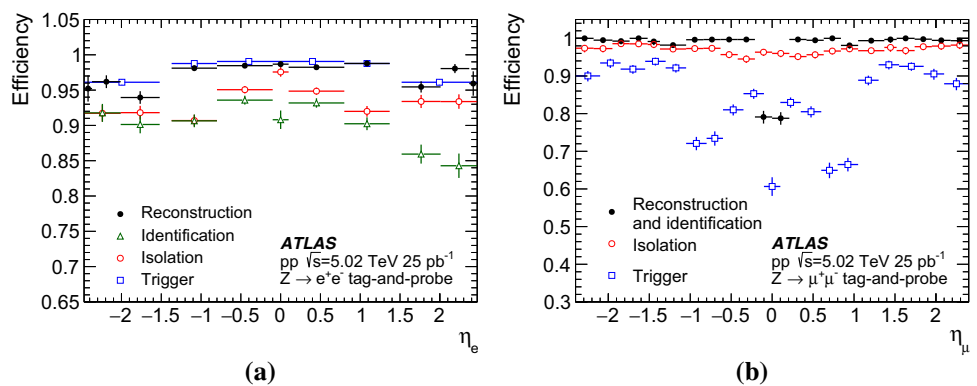 Efficiency
1.05
1
0.95
0.9
0.85
0.8
0.75
0.7
0.65
Reconstruction
Identification
Isolation
Trigger
ATLAS
pp √s=5.02 TeV 25 pb⁻¹
Z → e⁺e⁻ tag-and-probe
−2 −1.5 −1 −0.5 0 0.5 1 1.5 2
η_e
(a)
Efficiency
1
0.9
0.8
0.7
0.6
0.5
0.4
0.3
Reconstruction
and identification
Isolation
Trigger
ATLAS
pp √s=5.02 TeV 25 pb⁻¹
Z → μ⁺μ⁻ tag-and-probe
−2 −1.5 −1 −0.5 0 0.5 1 1.5 2
η_μ
(b)